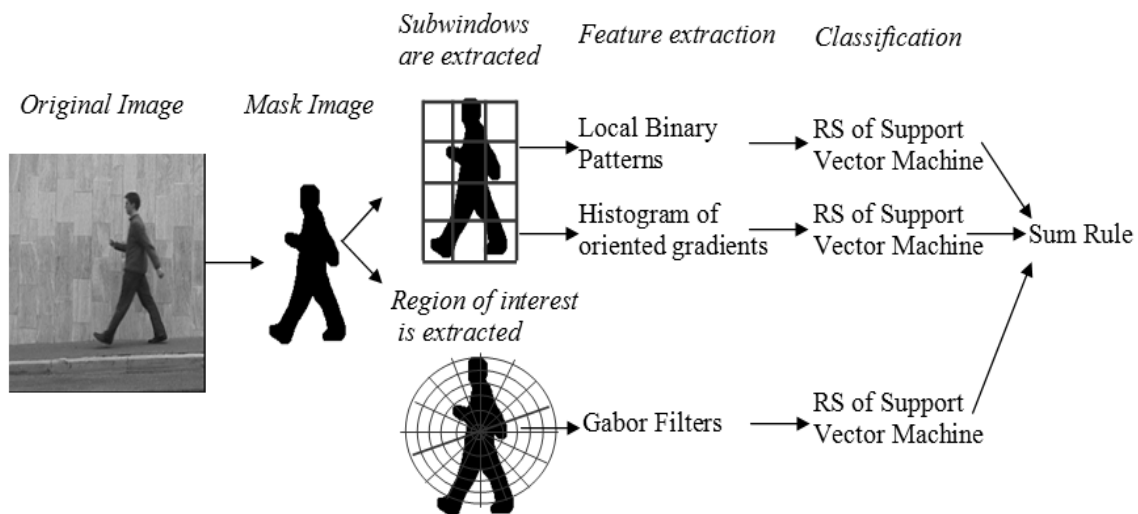 Original Image
Mask Image
Subwindows
are extracted
Feature extraction
Classification
Local Binary
Patterns
RS of Support
Vector Machine
Histogram of
oriented gradients
RS of Support
Vector Machine
Sum Rule
Region of interest
is extracted
Gabor Filters
RS of Support
Vector Machine